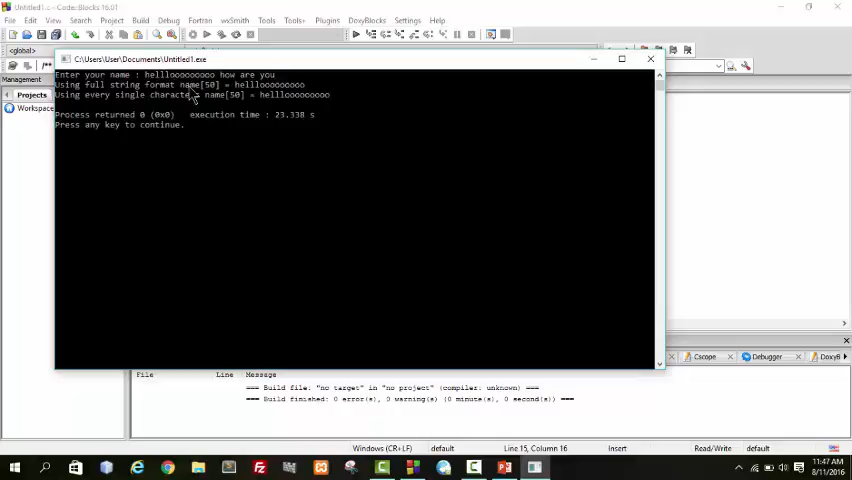 Untitled1.c - Code::Blocks 16.01
File Edit View Search Project Build Debug Fortran wxSmith Tools Tools+ Plugins DoxyBlocks Settings Help
<global>
Management
Projects
Workspace
C:\Users\User\Documents\Untitled1.exe
Enter your name : hellloooooooo how are you
Using full string format name[50] = hellloooooooo
Using every single character name[50] = hellloooooooo
Process returned 0 (0x0) execution time : 23.338 s
Press any key to continue.
Cscope Debugger DoxyB
File Line Message
=== Build file: "no target" in "no project" (compiler: unknown) ===
=== Build finished: 0 error(s), 0 warning(s) (0 minute(s), 0 second(s)) ===
Windows (CR+LF) default Line 15, Column 16 Insert Read/Write default
11:47 AM
8/11/2016